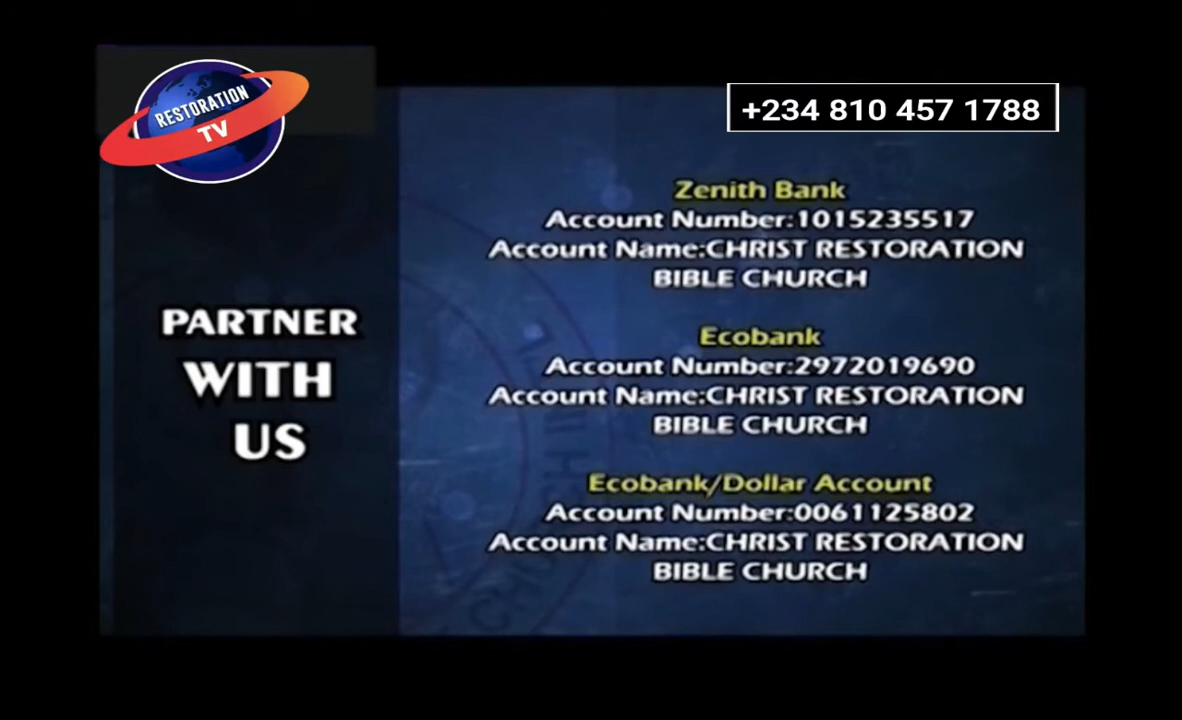 RESTORATION
TV
+234 810 457 1788
PARTNER
WITH
US
Zenith Bank
Account Number:1015235517
Account Name:CHRIST RESTORATION
BIBLE CHURCH
Ecobank
Account Number:2972019690
Account Name:CHRIST RESTORATION
BIBLE CHURCH
Ecobank/Dollar Account
Account Number:0061125802
Account Name:CHRIST RESTORATION
BIBLE CHURCH